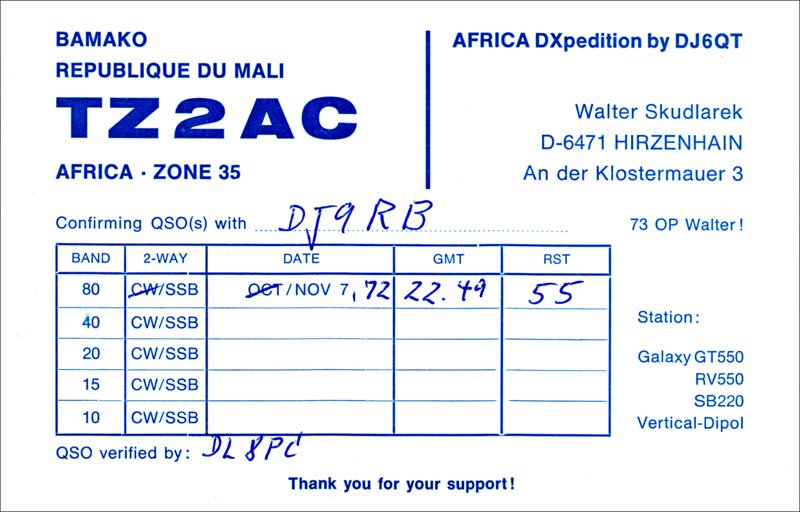 BAMAKO
REPUBLIQUE DU MALI
TZ2AC
AFRICA · ZONE 35
AFRICA DXpedition by DJ6QT
Walter Skudlarek
D-6471 HIRZENHAIN
An der Klostermauer 3
Confirming QSO(s) with DJ9RB 73 OP Walter!
BAND 2-WAY DATE GMT RST
80 CW/SSB OCT/NOV 7,72 22.49 55
40 CW/SSB
20 CW/SSB
15 CW/SSB
10 CW/SSB
Station:
Galaxy GT550
RV550
SB220
Vertical-Dipol
QSO verified by: DL8PC
Thank you for your support!